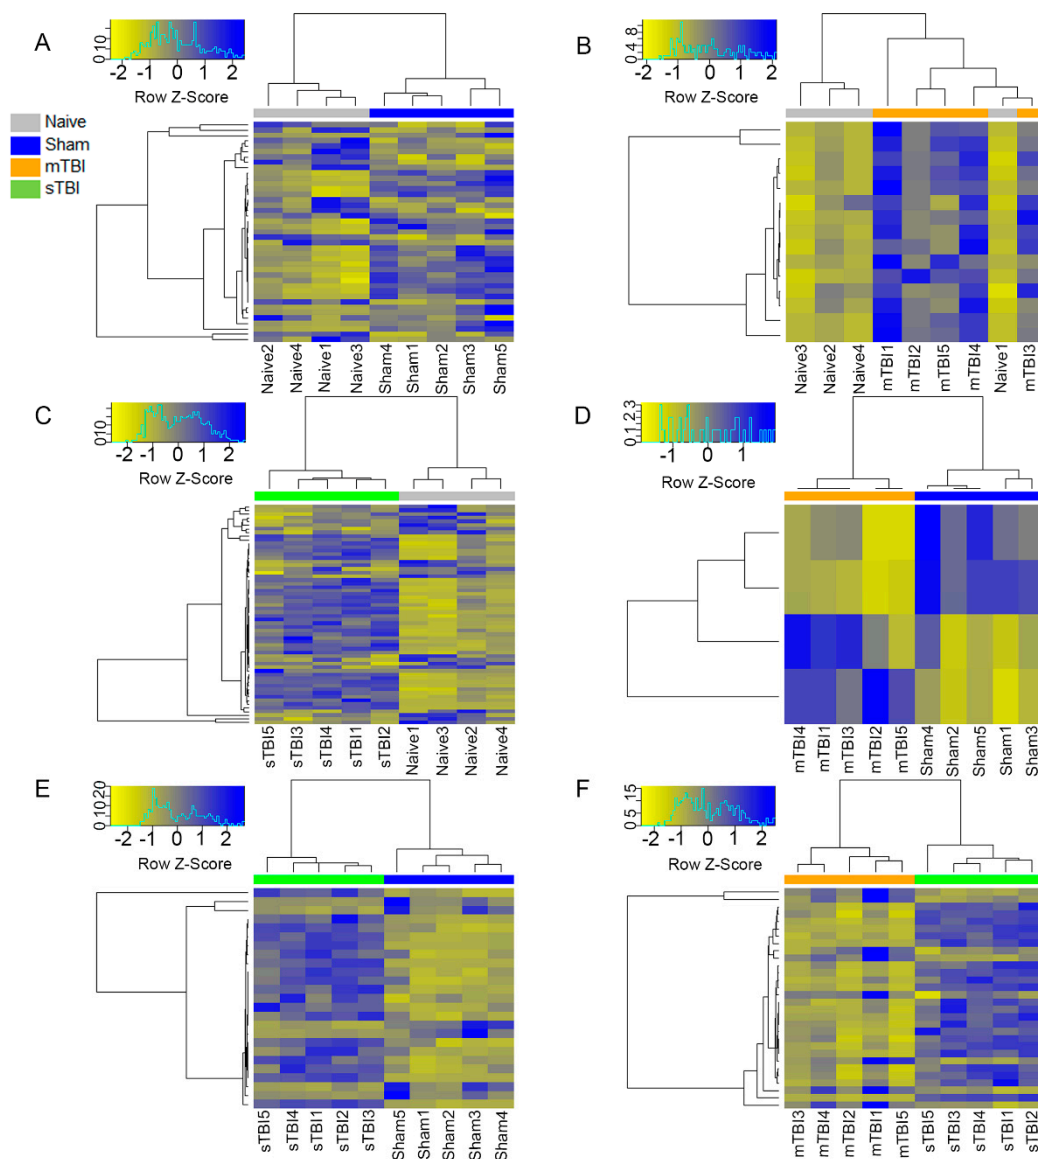 A
0 10
-2 -1 0 1 2
Row Z-Score
Naive
Sham
mTBI
sTBI
Naive2 Naive4 Naive1 Naive3 Sham4 Sham1 Sham2 Sham3 Sham5
B
0 4 8
-2 -1 0 1 2
Row Z-Score
Naive3 Naive2 Naive4 mTBI1 mTBI2 mTBI5 mTBI4 Naive1 mTBI3
C
0 10
-2 -1 0 1 2
Row Z-Score
sTBI5 sTBI3 sTBI4 sTBI1 sTBI2 Naive1 Naive3 Naive2 Naive4
D
0 1 2 3
-1 0 1
Row Z-Score
mTBI4 mTBI1 mTBI3 mTBI2 mTBI5 Sham4 Sham2 Sham5 Sham1 Sham3
E
0 10 20
-2 -1 0 1 2
Row Z-Score
sTBI5 sTBI4 sTBI1 sTBI2 sTBI3 Sham5 Sham1 Sham2 Sham3 Sham4
F
0 5 15
-2 -1 0 1 2
Row Z-Score
mTBI3 mTBI4 mTBI2 mTBI1 mTBI5 sTBI5 sTBI3 sTBI4 sTBI1 sTBI2